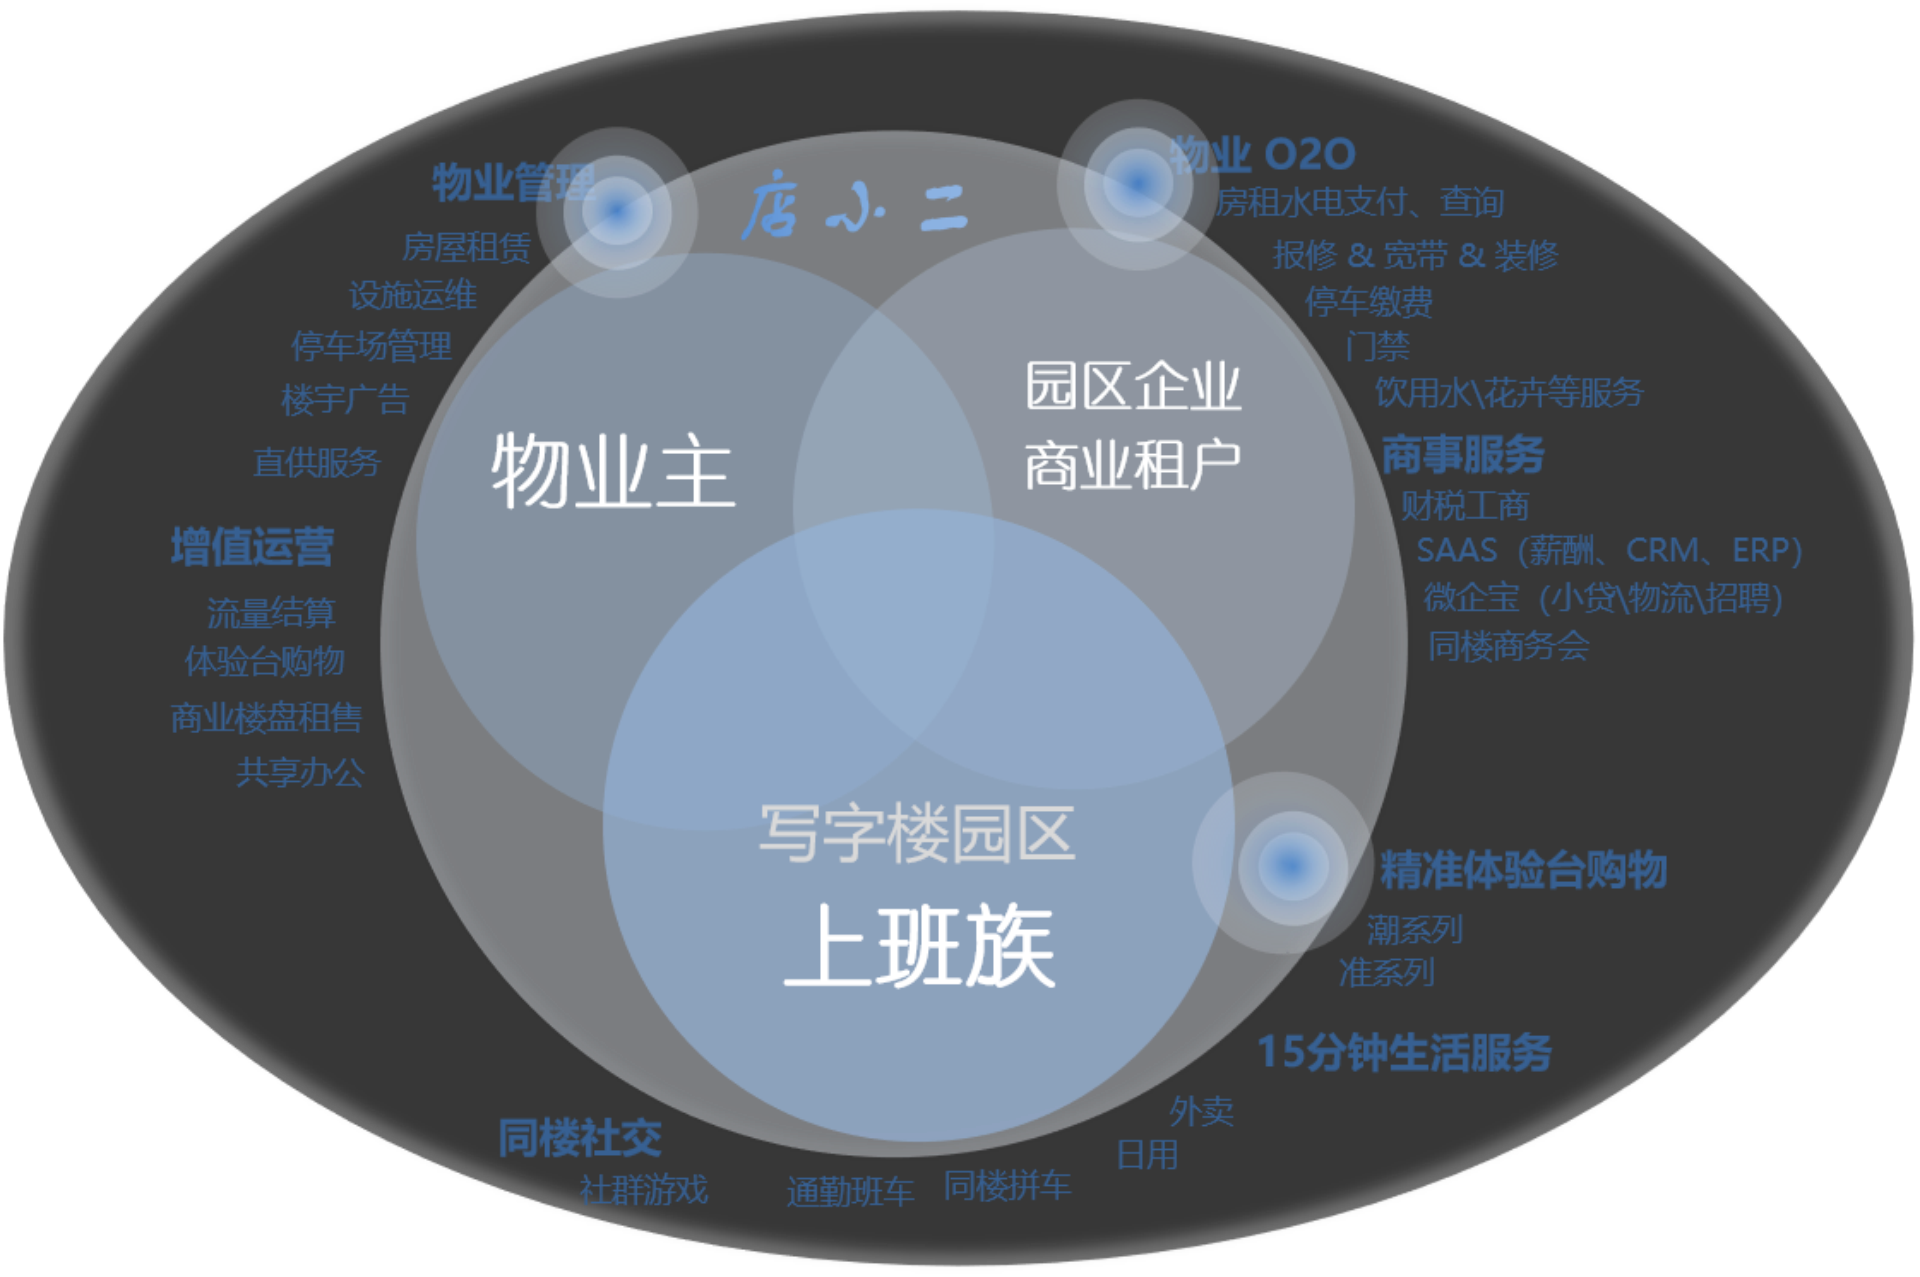 店小二
物业管理
房屋租赁
设施运维
停车场管理
楼宇广告
直供服务
增值运营
流量结算
体验台购物
商业楼盘租售
共享办公
物业主
园区企业
商业租户
写字楼园区
上班族
物业 O2O
房租水电支付、查询
报修 & 宽带 & 装修
停车缴费
门禁
饮用水\花卉等服务
商事服务
财税工商
SAAS（薪酬、CRM、ERP）
微企宝（小贷\物流\招聘）
同楼商务会
精准体验台购物
潮系列
准系列
15分钟生活服务
外卖
日用
同楼社交
社群游戏
通勤班车
同楼拼车